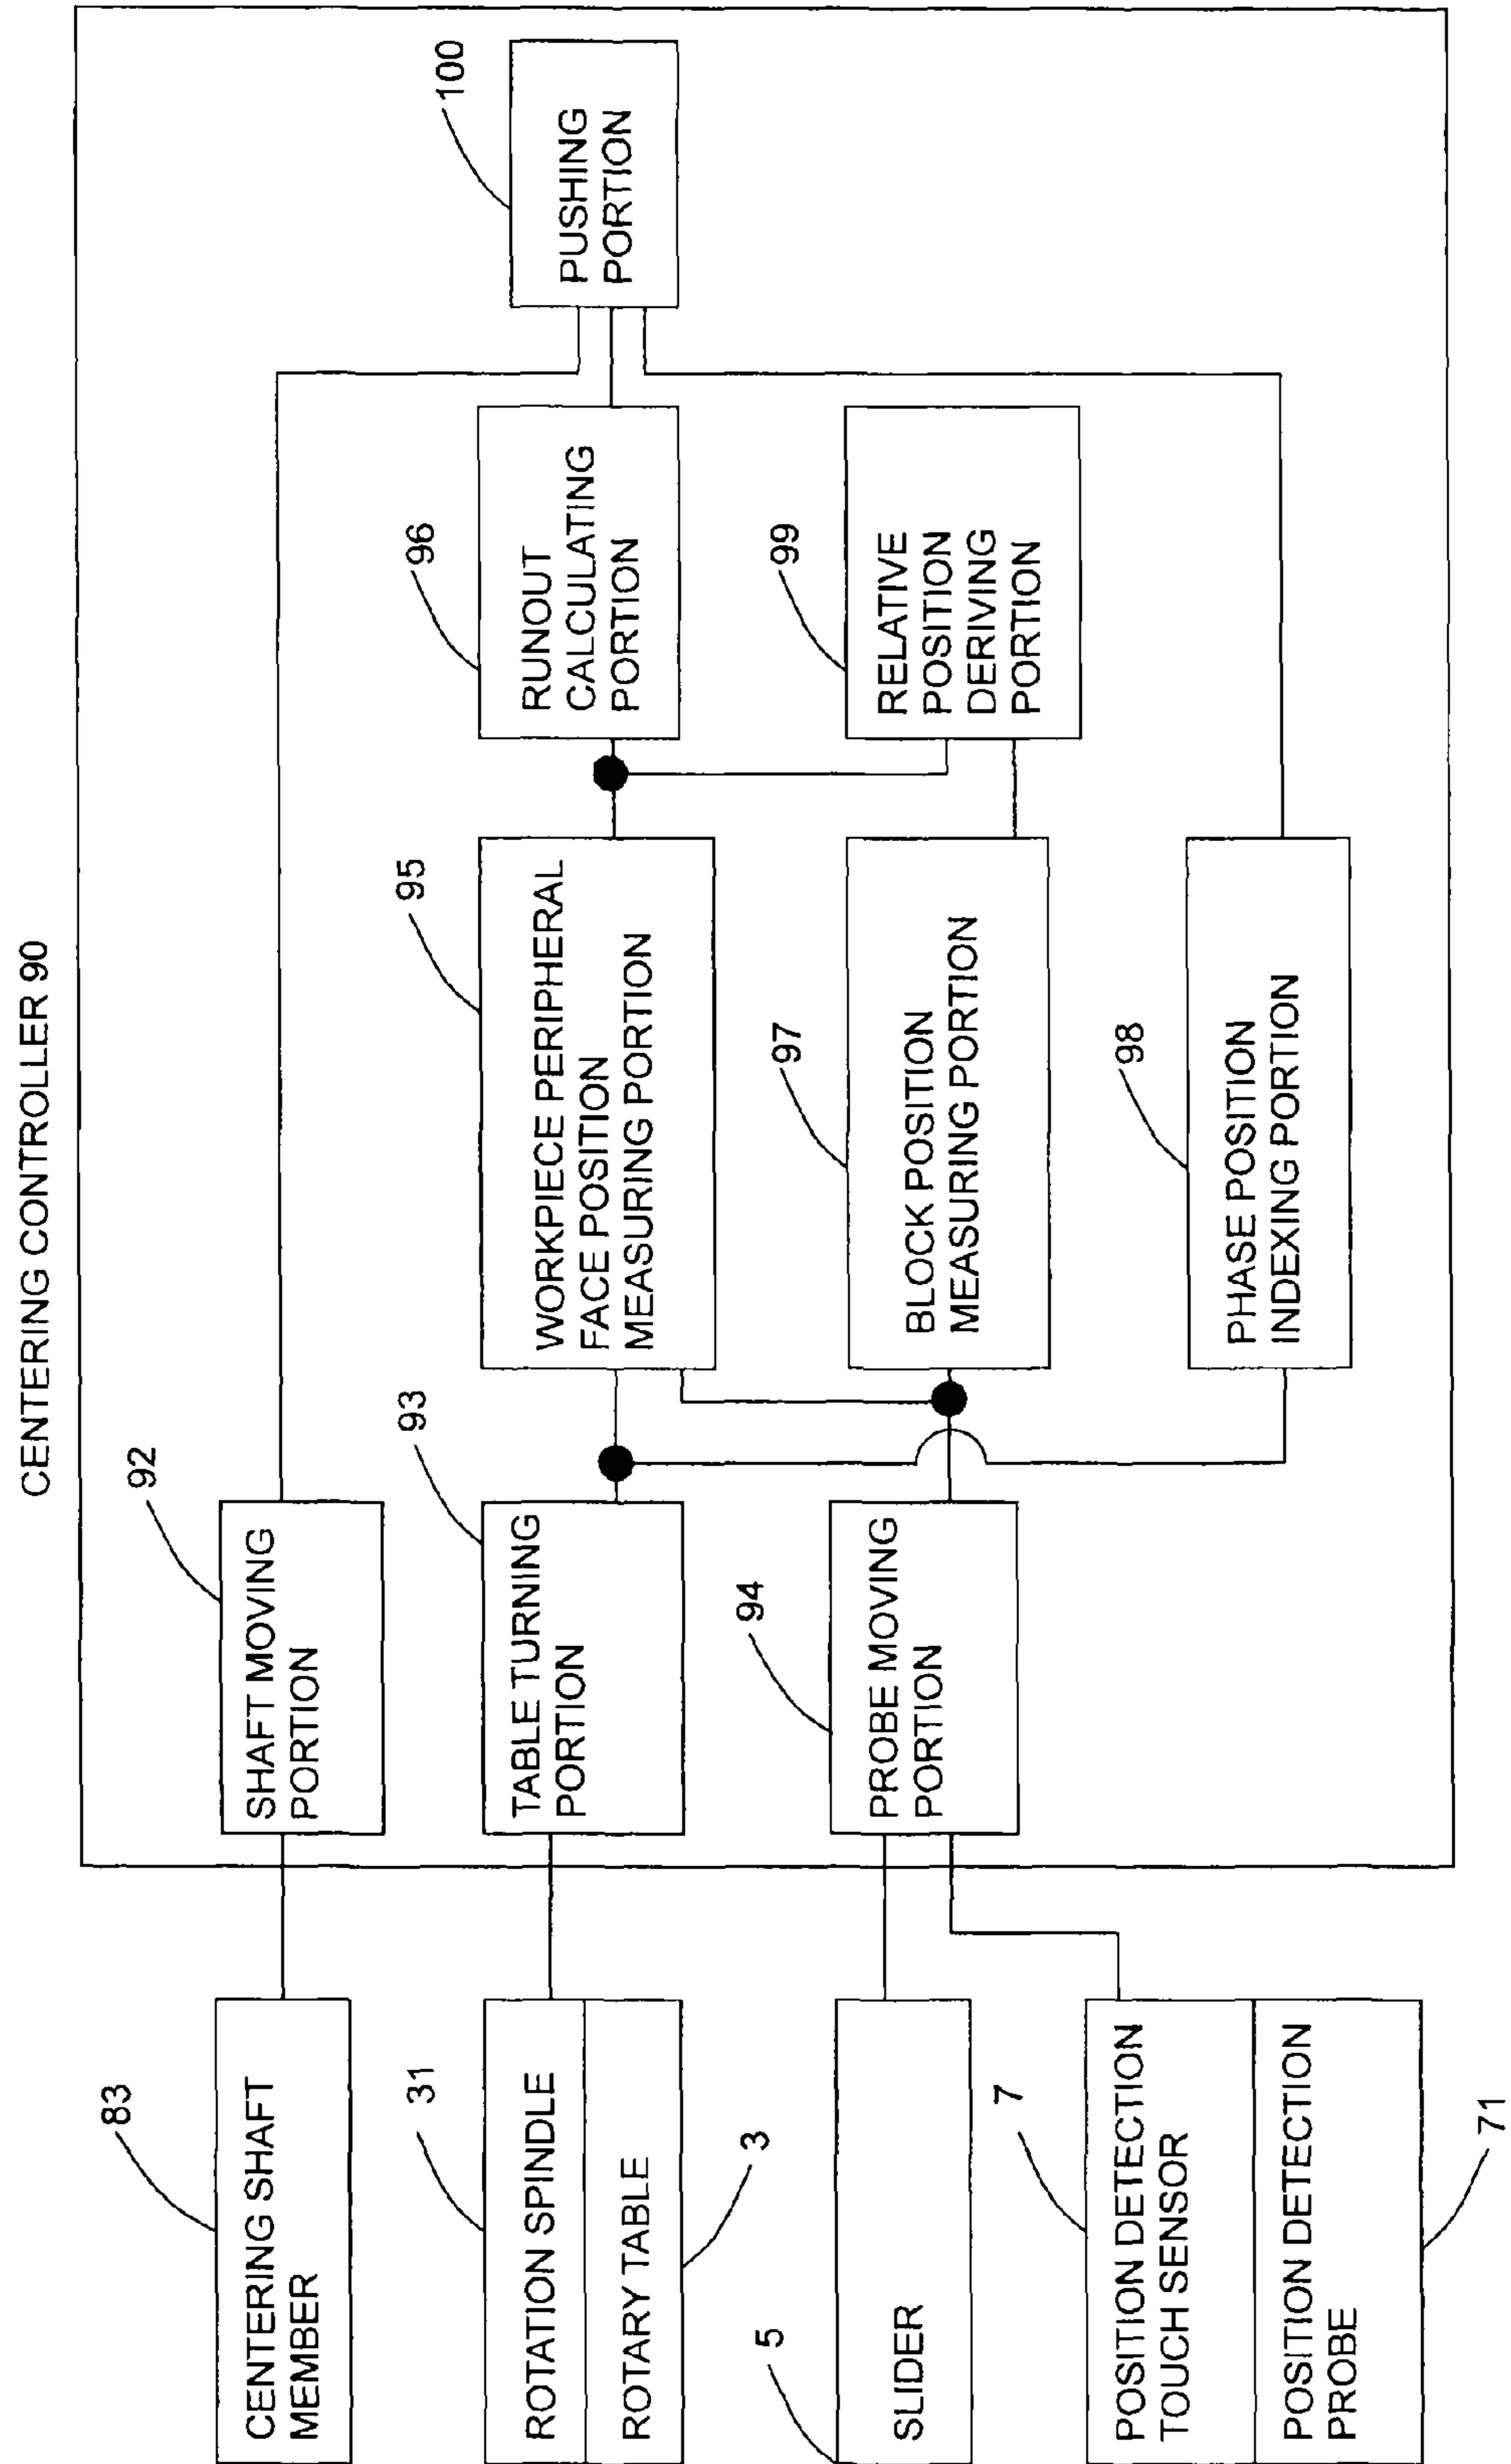 CENTERING CONTROLLER 90
83
CENTERING SHAFT
MEMBER
31
ROTATION SPINDLE
ROTARY TABLE
3
5
SLIDER
7
POSITION DETECTION
TOUCH SENSOR
POSITION DETECTION
PROBE
71
92
SHAFT MOVING
PORTION
93
TABLE TURNING
PORTION
94
PROBE MOVING
PORTION
95
WORKPIECE PERIPHERAL
FACE POSITION
MEASURING PORTION
97
BLOCK POSITION
MEASURING PORTION
98
PHASE POSITION
INDEXING PORTION
96
RUNOUT
CALCULATING
PORTION
99
RELATIVE
POSITION
DERIVING
PORTION
100
PUSHING
PORTION